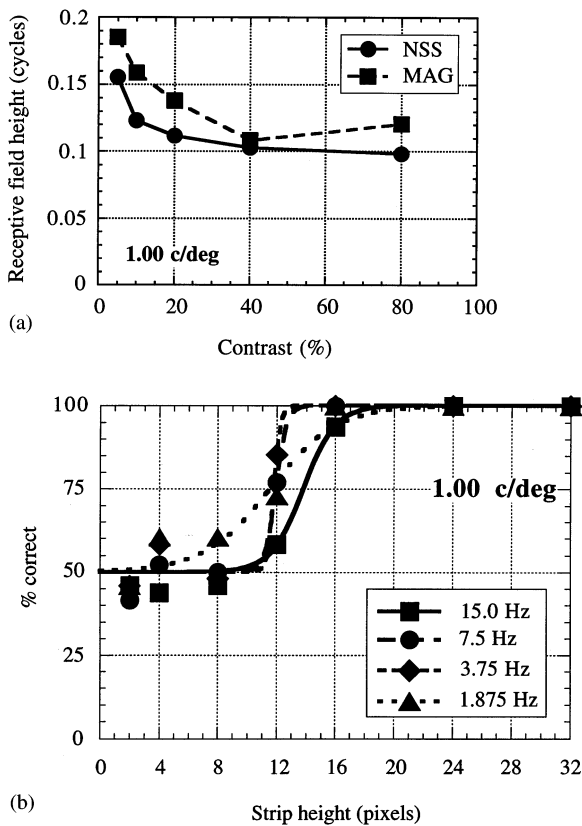 Receptive field height (cycles)
0.2
0.15
0.1
0.05
0
NSS
MAG
1.00 c/deg
0 20 40 60 80 100
(a)
Contrast (%)
% correct
100
75
50
25
0
1.00 c/deg
15.0 Hz
7.5 Hz
3.75 Hz
1.875 Hz
0 4 8 12 16 20 24 28 32
(b)
Strip height (pixels)